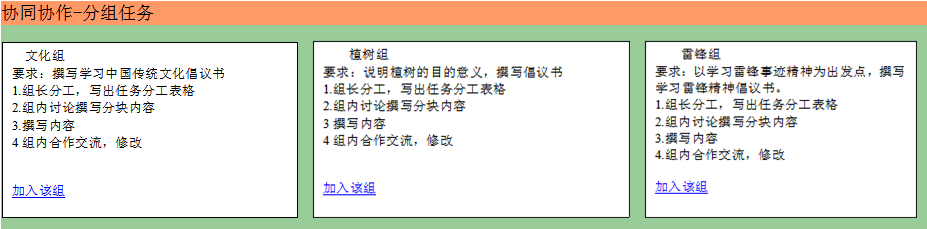 协同协作-分组任务
文化组
要求：撰写学习中国传统文化倡议书
1.组长分工，写出任务分工表格
2.组内讨论撰写分块内容
3.撰写内容
4 组内合作交流，修改
加入该组
植树组
要求：说明植树的目的意义，撰写倡议书
1.组长分工，写出任务分工表格
2.组内讨论撰写分块内容
3 撰写内容
4 组内合作交流，修改
加入该组
雷锋组
要求：以学习雷锋事迹精神为出发点，撰写
学习雷锋精神倡议书。
1.组长分工，写出任务分工表格
2.组内讨论撰写分块内容
3.撰写内容
4.组内合作交流，修改
加入该组